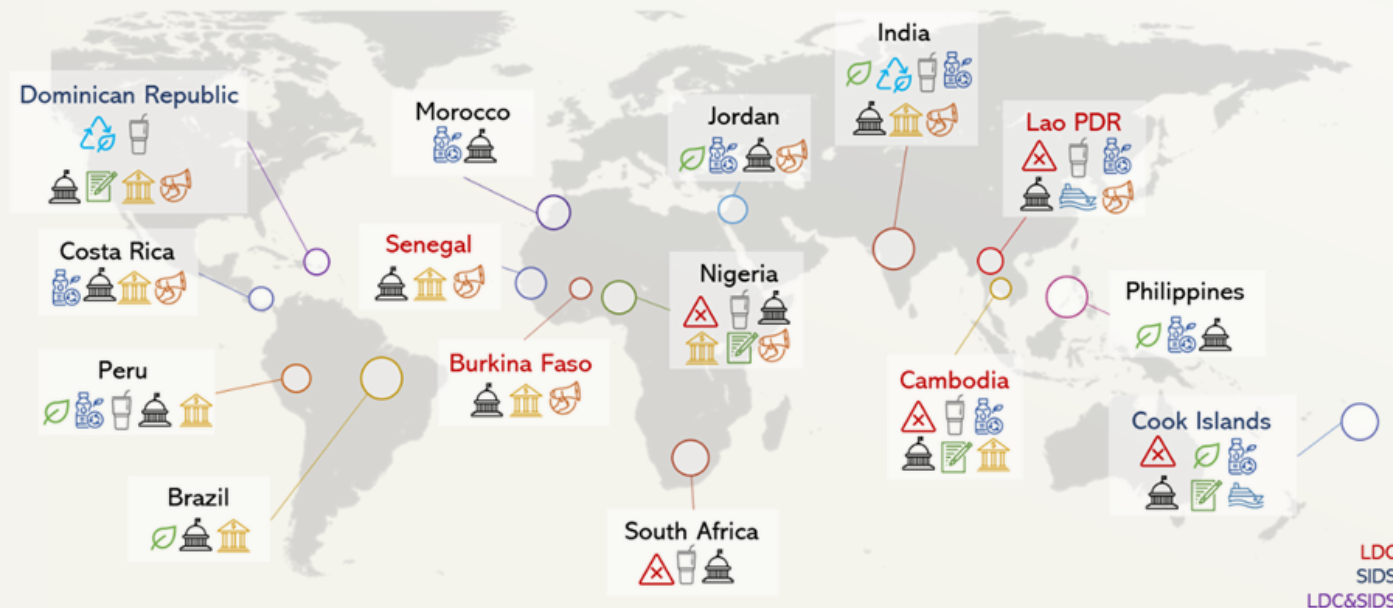 India
Dominican Republic
Morocco
Jordan
Lao PDR
Costa Rica
Senegal
Nigeria
Philippines
Peru
Burkina Faso
Cambodia
Cook Islands
Brazil
South Africa
LDC
SIDS
LDC&SIDS